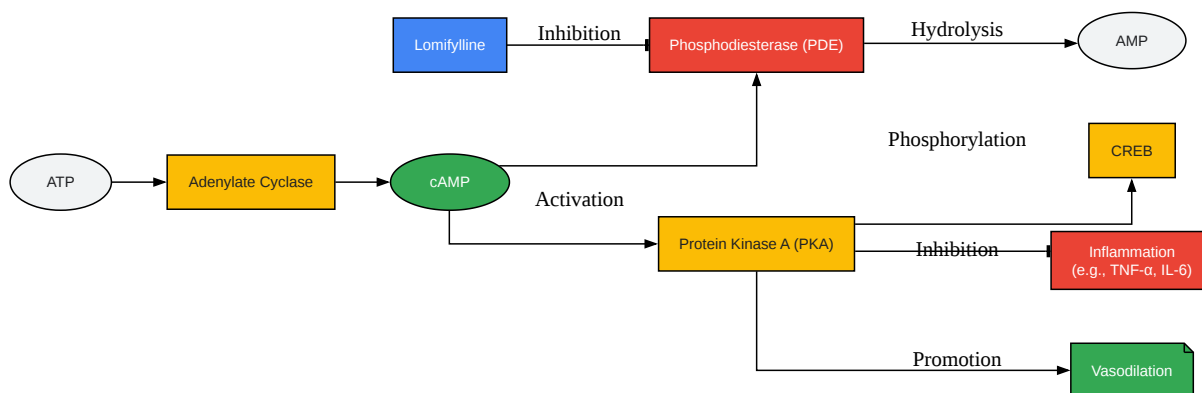 Lomifylline
Inhibition
Phosphodiesterase (PDE)
Hydrolysis
AMP
Phosphorylation
CREB
ATP
Adenylate Cyclase
cAMP
Activation
Protein Kinase A (PKA)
Inhibition
Inflammation
(e.g., TNF-α, IL-6)
Promotion
Vasodilation